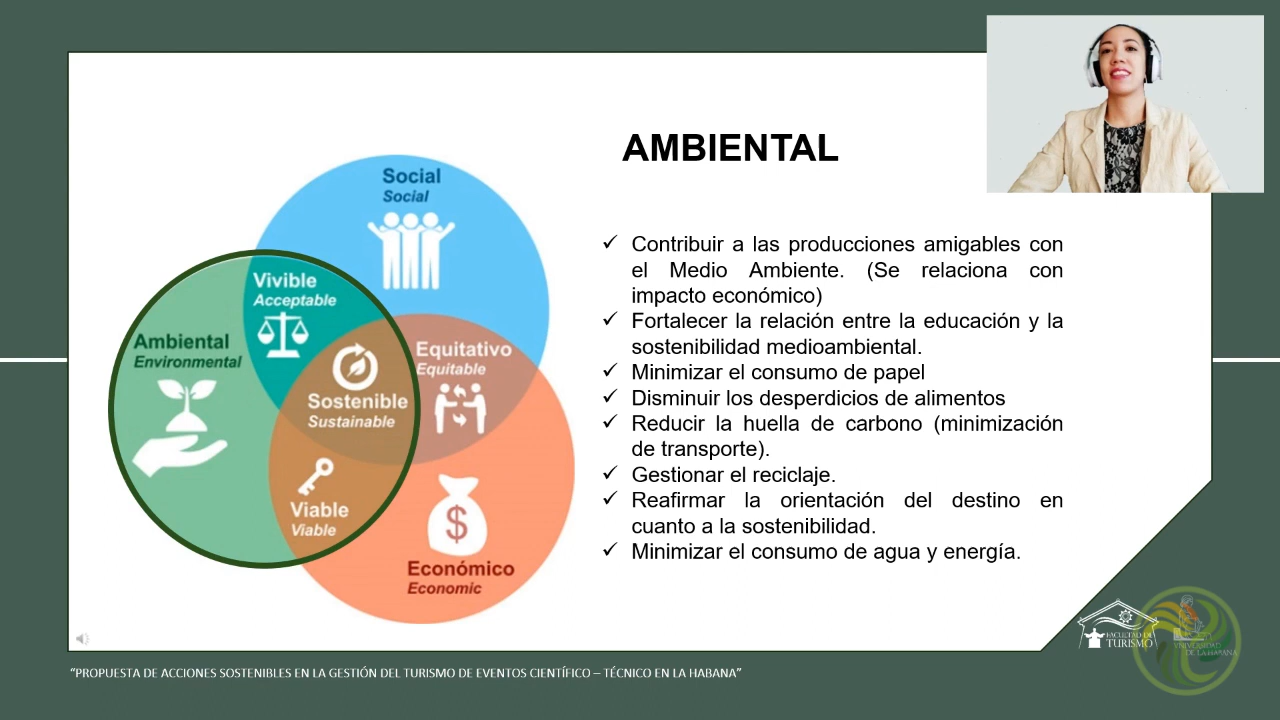 AMBIENTAL
Social
Social
Vivible
Acceptable
Ambiental
Environmental
Equitativo
Equitable
Sostenible
Sustainable
Viable
Viable
$
Económico
Economic
✓ Contribuir a las producciones amigables con
el Medio Ambiente. (Se relaciona con
impacto económico)
✓ Fortalecer la relación entre la educación y la
sostenibilidad medioambiental.
✓ Minimizar el consumo de papel
✓ Disminuir los desperdicios de alimentos
✓ Reducir la huella de carbono (minimización
de transporte).
✓ Gestionar el reciclaje.
✓ Reafirmar la orientación del destino en
cuanto a la sostenibilidad.
✓ Minimizar el consumo de agua y energía.
FACULTAD DE
TURISMO
UNIVERSIDAD
DE LA HABANA
“PROPUESTA DE ACCIONES SOSTENIBLES EN LA GESTIÓN DEL TURISMO DE EVENTOS CIENTÍFICO – TÉCNICO EN LA HABANA”